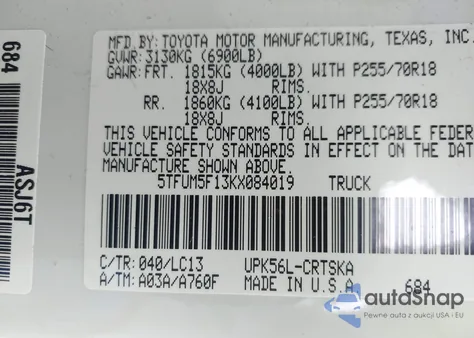 684
ASJ6T
MFD.BY: TOYOTA MOTOR MANUFACTURING, TEXAS, INC.
GVWR: 3130KG (6900LB)
GAWR: FRT. 1815KG (4000LB) WITH P255/70R18
18X8J RIMS.
RR. 1860KG (4100LB) WITH P255/70R18
18X8J RIMS.
THIS VEHICLE CONFORMS TO ALL APPLICABLE FEDER
VEHICLE SAFETY STANDARDS IN EFFECT ON THE DAT
MANUFACTURE SHOWN ABOVE.
5TFUM5F13KX084019 TRUCK
C/TR: 040/LC13 UPK56L-CRTSKA
A/TM: A03A/A760F MADE IN U.S.A. 684
autoShap
Pewne auta z ubezpieczalni USA i EU